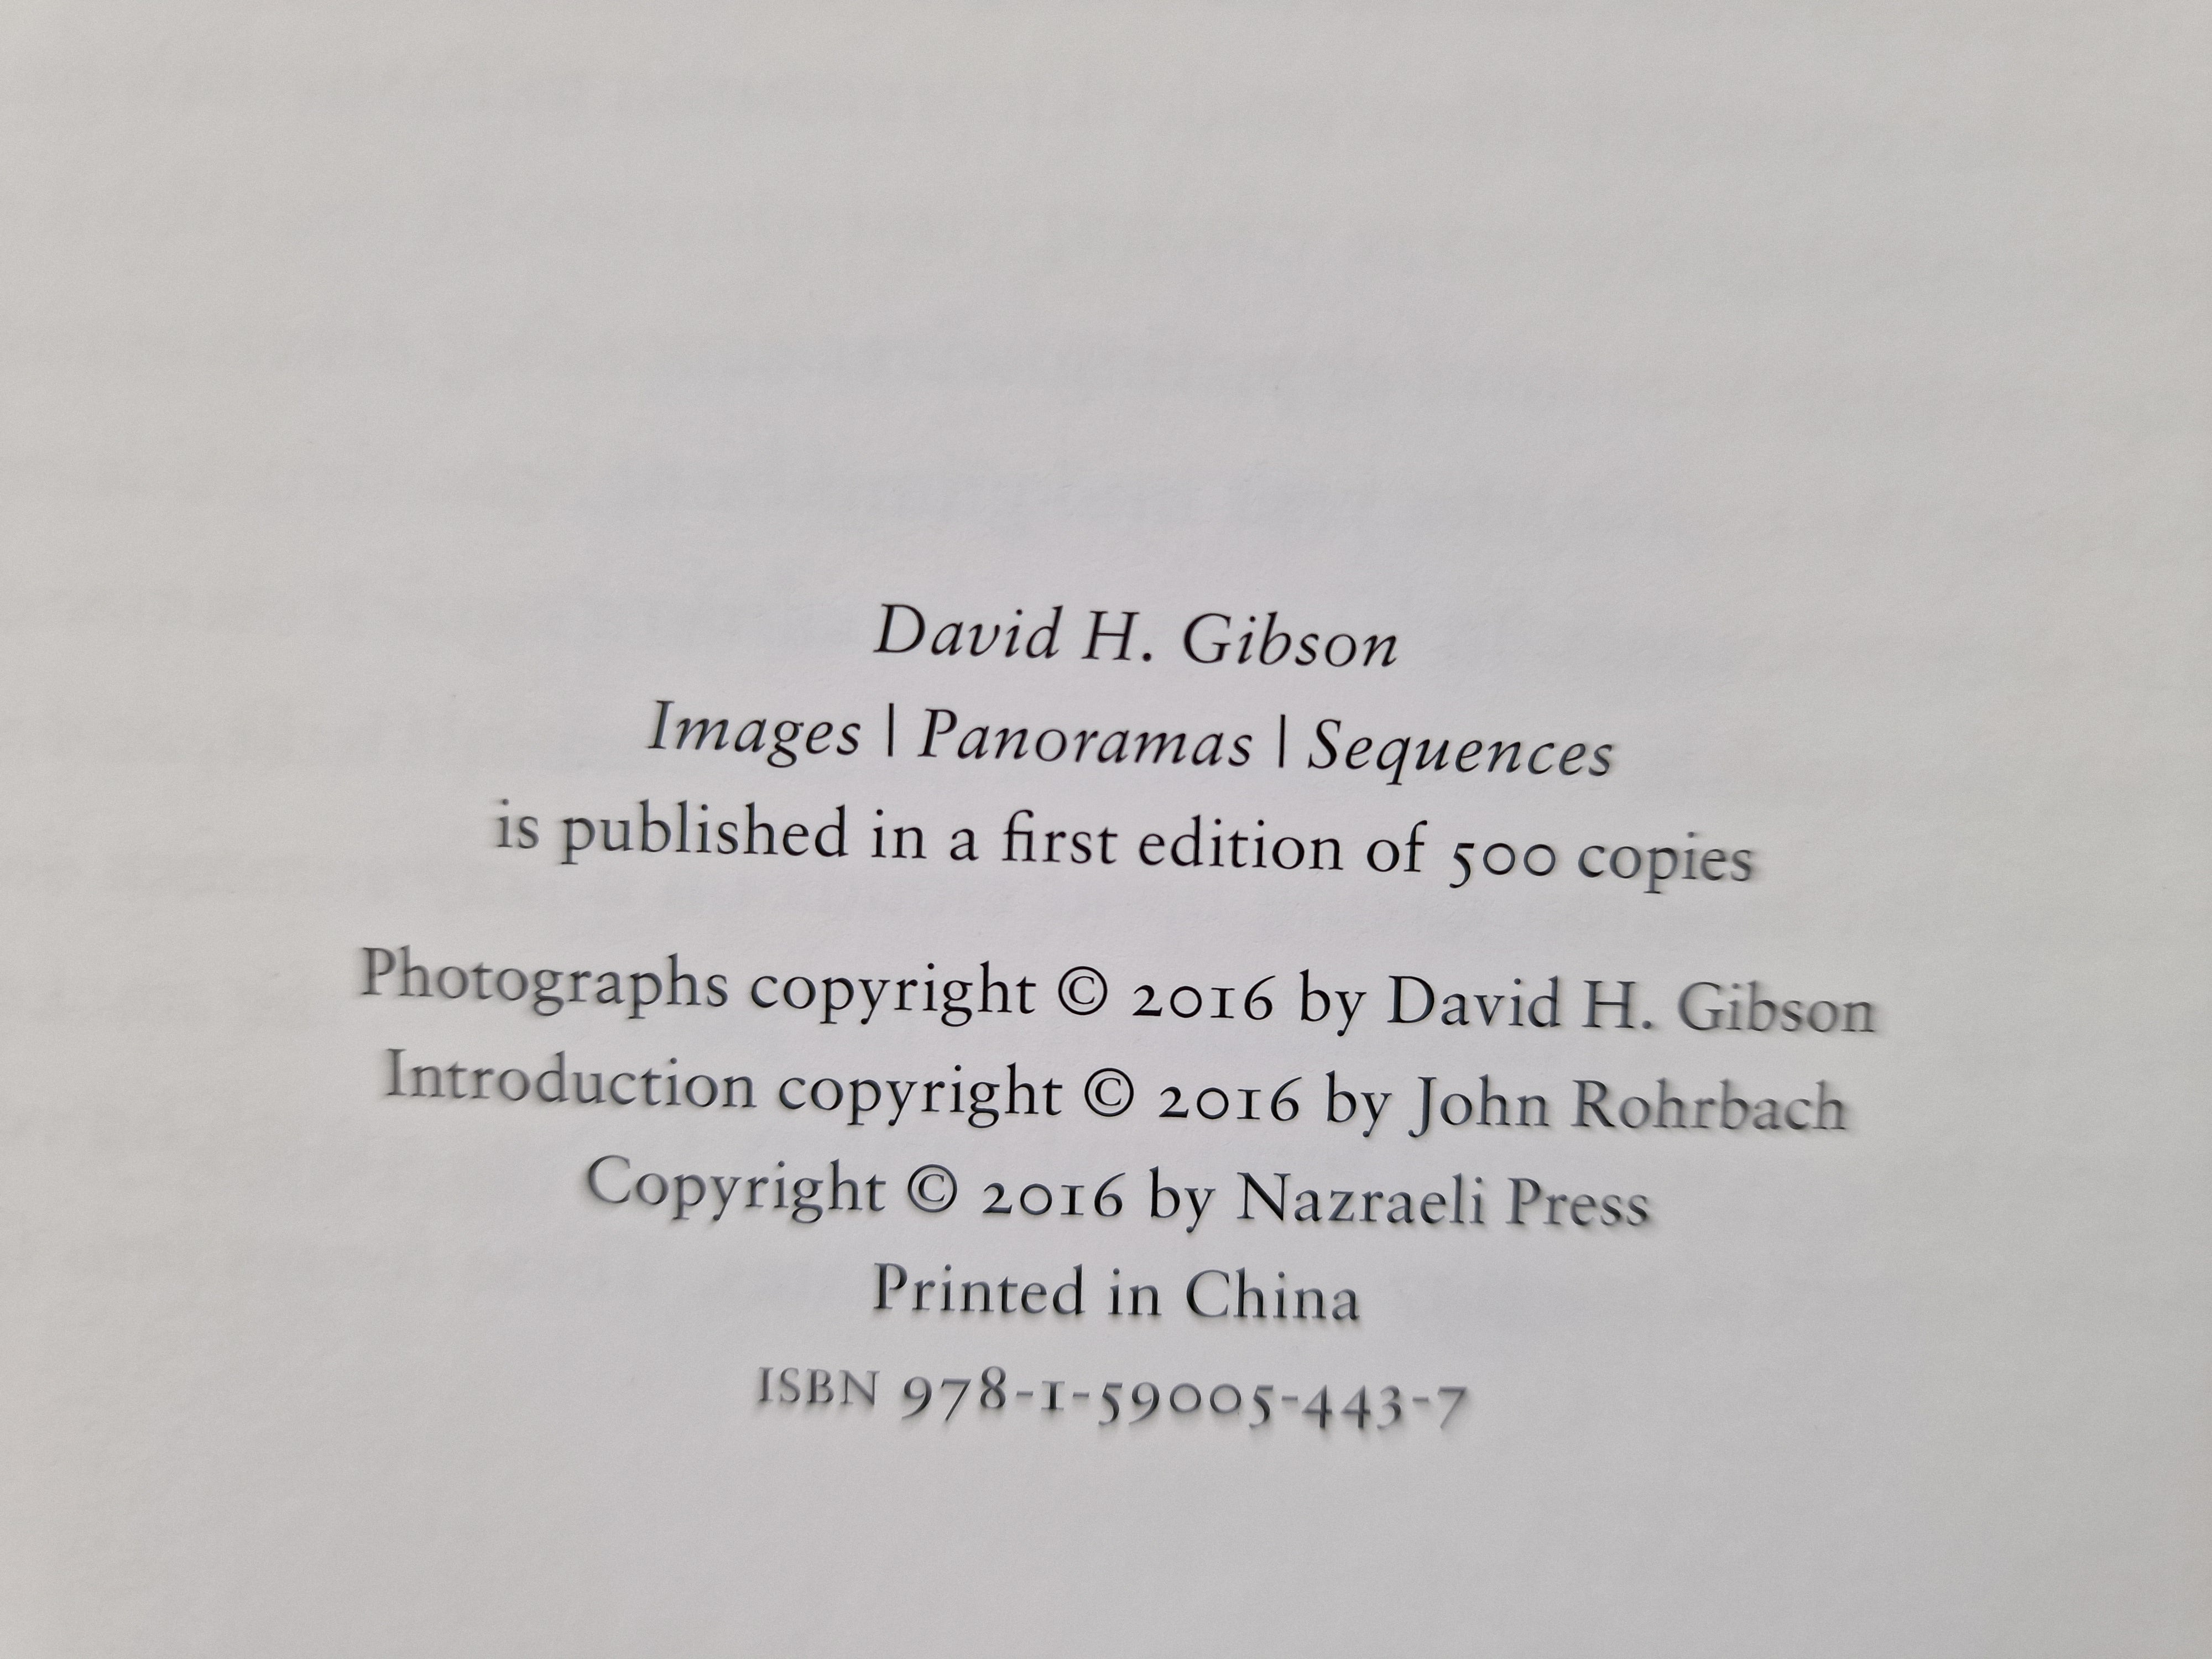 David H. Gibson
Images | Panoramas | Sequences
is published in a first edition of 500 copies
Photographs copyright © 2016 by David H. Gibson
Introduction copyright © 2016 by John Rohrbach
Copyright © 2016 by Nazraeli Press
Printed in China
ISBN 978-1-59005-443-7